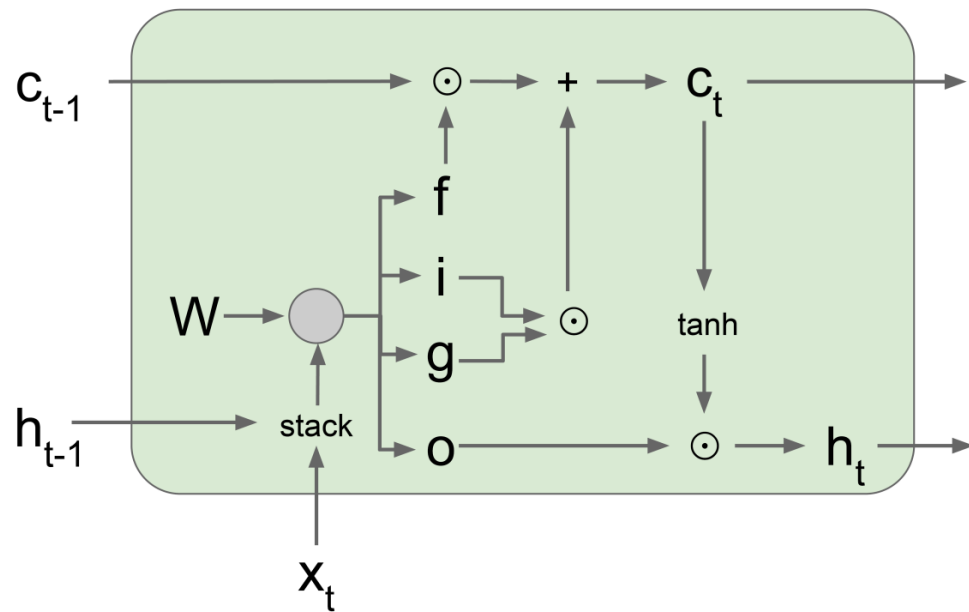 c_{t-1} ⊙ + c_t
f
i
W ⊙ tanh
g
h_{t-1} stack
o ⊙ h_t
x_t